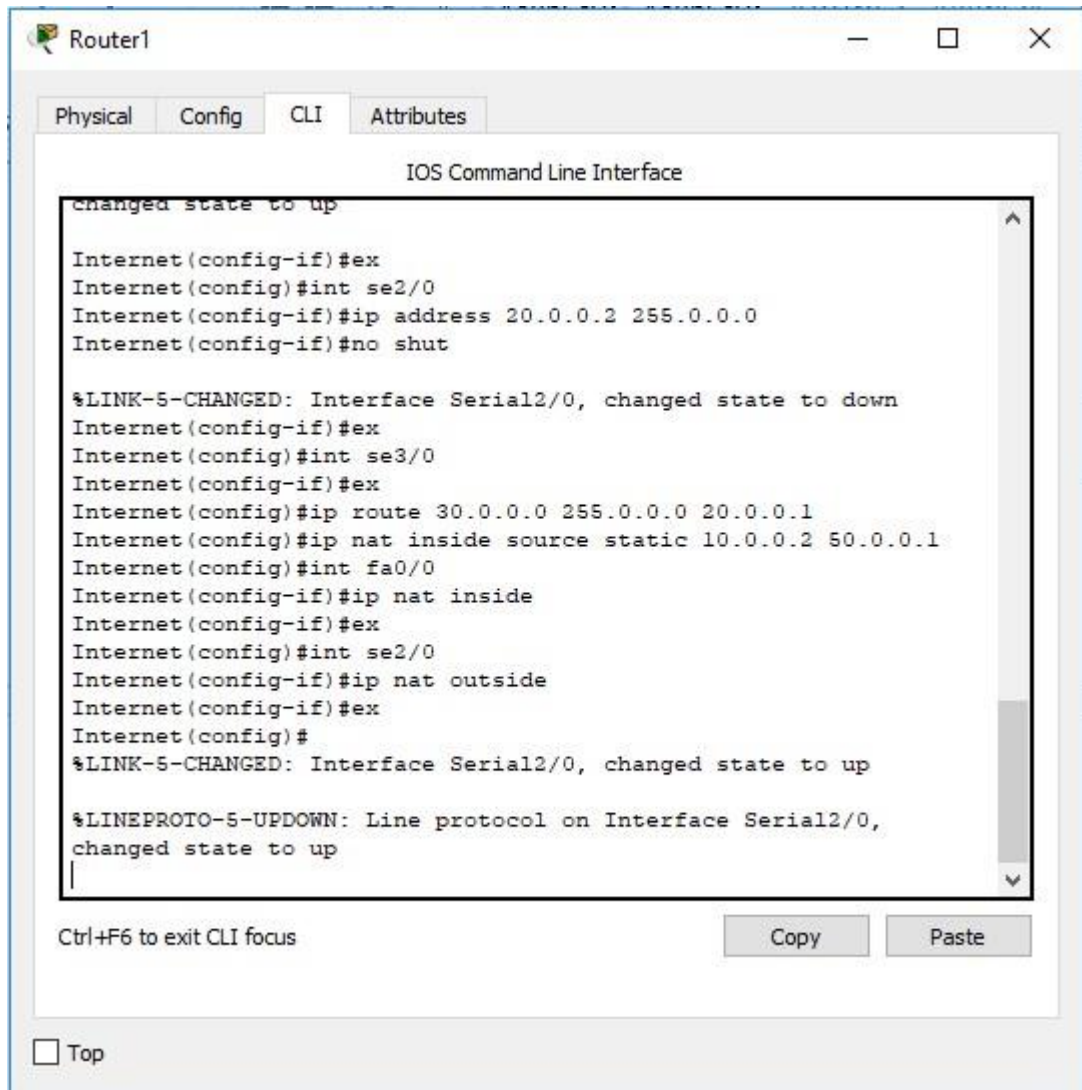 Router1
Physical Config CLI Attributes
IOS Command Line Interface
changed state to up
Internet(config-if)#ex
Internet(config)#int se2/0
Internet(config-if)#ip address 20.0.0.2 255.0.0.0
Internet(config-if)#no shut
%LINK-5-CHANGED: Interface Serial2/0, changed state to down
Internet(config-if)#ex
Internet(config)#int se3/0
Internet(config-if)#ex
Internet(config)#ip route 30.0.0.0 255.0.0.0 20.0.0.1
Internet(config)#ip nat inside source static 10.0.0.2 50.0.0.1
Internet(config)#int fa0/0
Internet(config-if)#ip nat inside
Internet(config-if)#ex
Internet(config)#int se2/0
Internet(config-if)#ip nat outside
Internet(config-if)#ex
Internet(config)#
%LINK-5-CHANGED: Interface Serial2/0, changed state to up
%LINEPROTO-5-UPDOWN: Line protocol on Interface Serial2/0,
changed state to up
Ctrl+F6 to exit CLI focus Copy Paste
Top